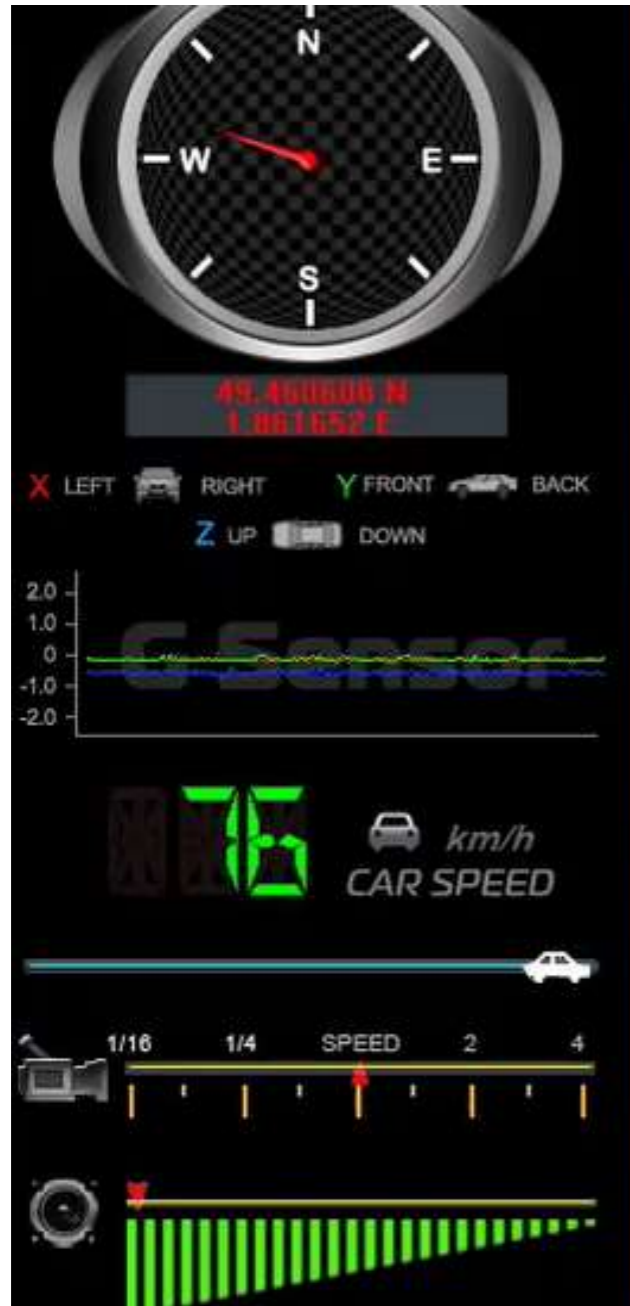 N
W E
S
49.460606 N
1.061652 E
X LEFT RIGHT Y FRONT BACK
Z UP DOWN
G Sensor
2.0
1.0
0
-1.0
-2.0
76 km/h
CAR SPEED
1/16 1/4 SPEED 2 4